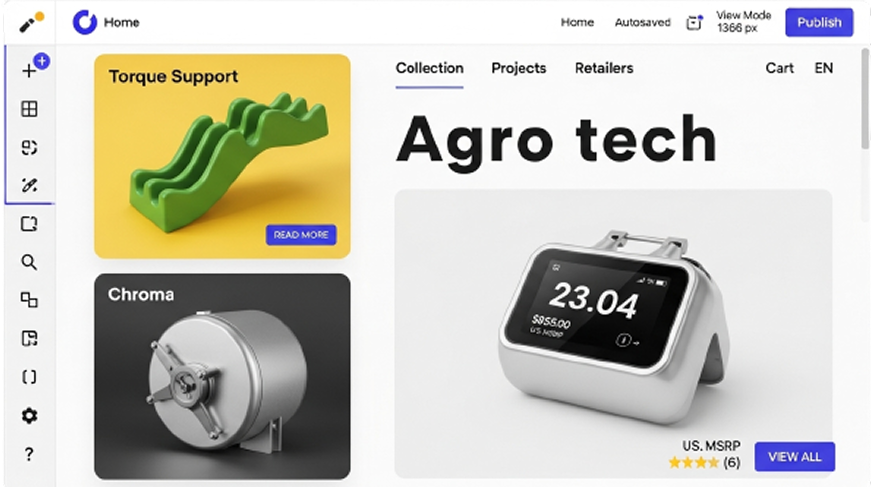 Home
Home Autosaved
View Mode
1366 px
Publish
Torque Support
READ MORE
Chroma
Collection Projects Retailers Cart EN
Agro tech
23.04
$855.00
U.S. MSRP
US. MSRP
(6)
VIEW ALL
?